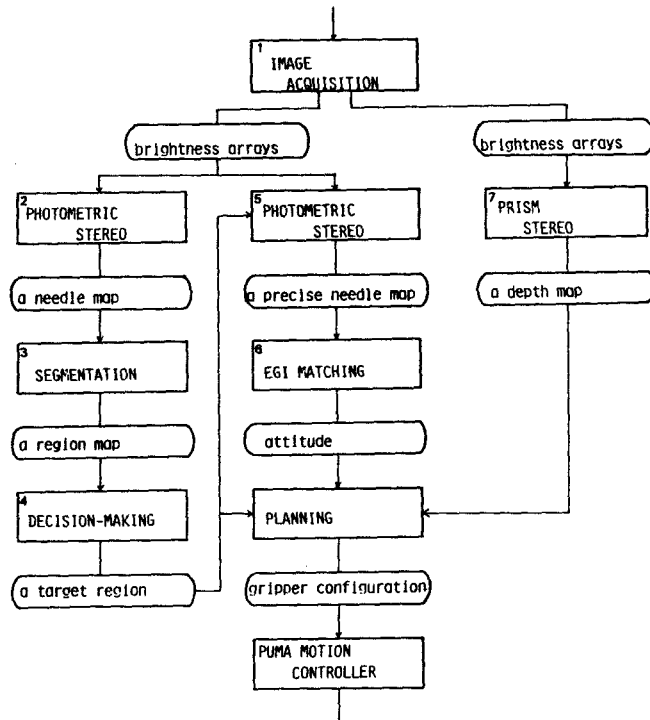 1
IMAGE
ACQUISITION
brightness arrays
brightness arrays
2
PHOTOMETRIC
STEREO
5
PHOTOMETRIC
STEREO
7
PRISM
STEREO
a needle map
a precise needle map
a depth map
3
SEGMENTATION
6
EGI MATCHING
a region map
attitude
4
DECISION-MAKING
PLANNING
a target region
gripper configuration
PUMA MOTION
CONTROLLER